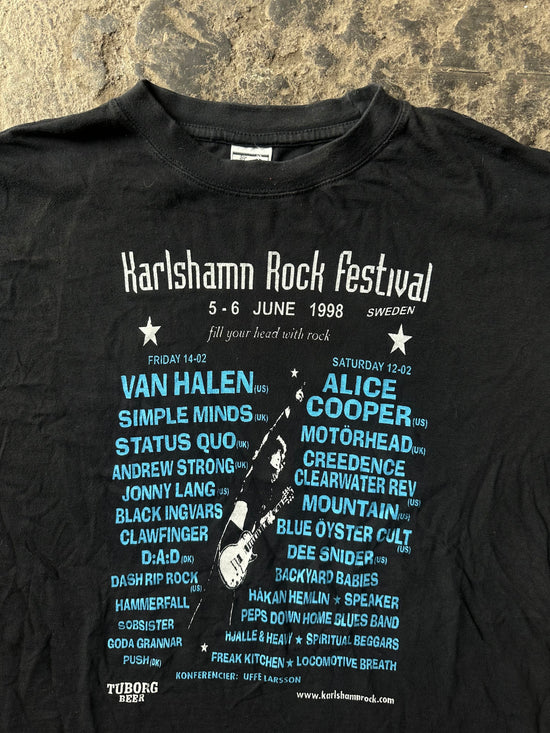 Karlshamn Rock Festival
5 - 6 JUNE 1998 SWEDEN
fill your head with rock
FRIDAY 14-02
VAN HALEN (US)
SIMPLE MINDS (UK)
STATUS QUO (UK)
ANDREW STRONG (UK)
JONNY LANG (US)
BLACK INGVARS
CLAWFINGER
D:A:D (DK)
DASH RIP ROCK (US)
HAMMERFALL
SOBSISTER
GODA GRANNAR
PUSH (DK)
SATURDAY 12-02
ALICE
COOPER (US)
MOTÖRHEAD (UK)
CREEDENCE
CLEARWATER REV (US)
MOUNTAIN (US)
BLUE ÖYSTER CULT (US)
DEE SNIDER (US)
BACKYARD BABIES
HÅKAN HEMLIN ★ SPEAKER
PEPS DOWN HOME BLUES BAND
HJALLE & HEAVY ★ SPIRITUAL BEGGARS
FREAK KITCHEN ★ LOCOMOTIVE BREATH
KONFERENCIER: UFFE LARSSON
TUBORG
BEER
www.karlshamnrock.com